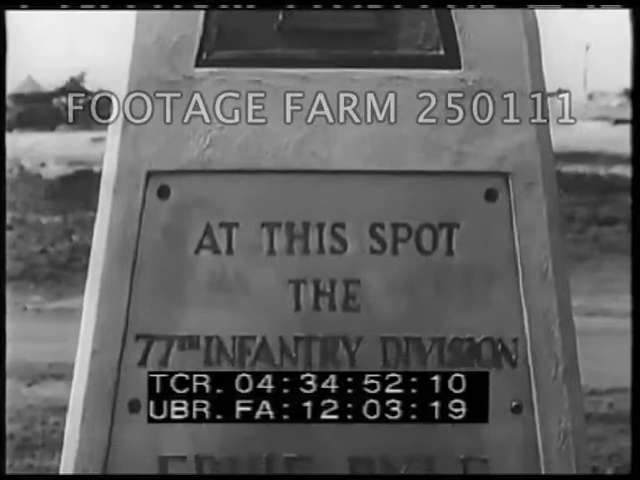 FOOTAGE FARM 250111
AT THIS SPOT
THE
77TH INFANTRY DIVISION
TCR. 04:34:52:10
UBR. FA: 12:03:19